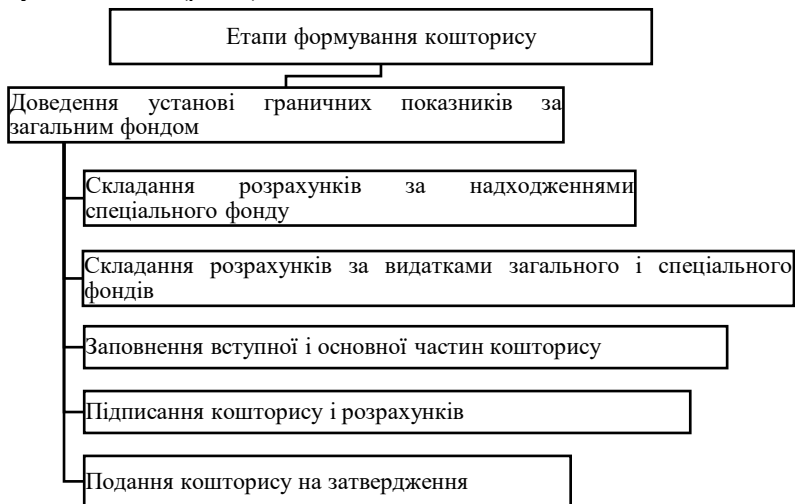 Етапи формування кошторису
Доведення установі граничних показників за
загальним фондом
Складання розрахунків за надходженнями
спеціального фонду
Складання розрахунків за видатками загального і спеціального
фондів
Заповнення вступної і основної частин кошторису
Підписання кошторису і розрахунків
Подання кошторису на затвердження